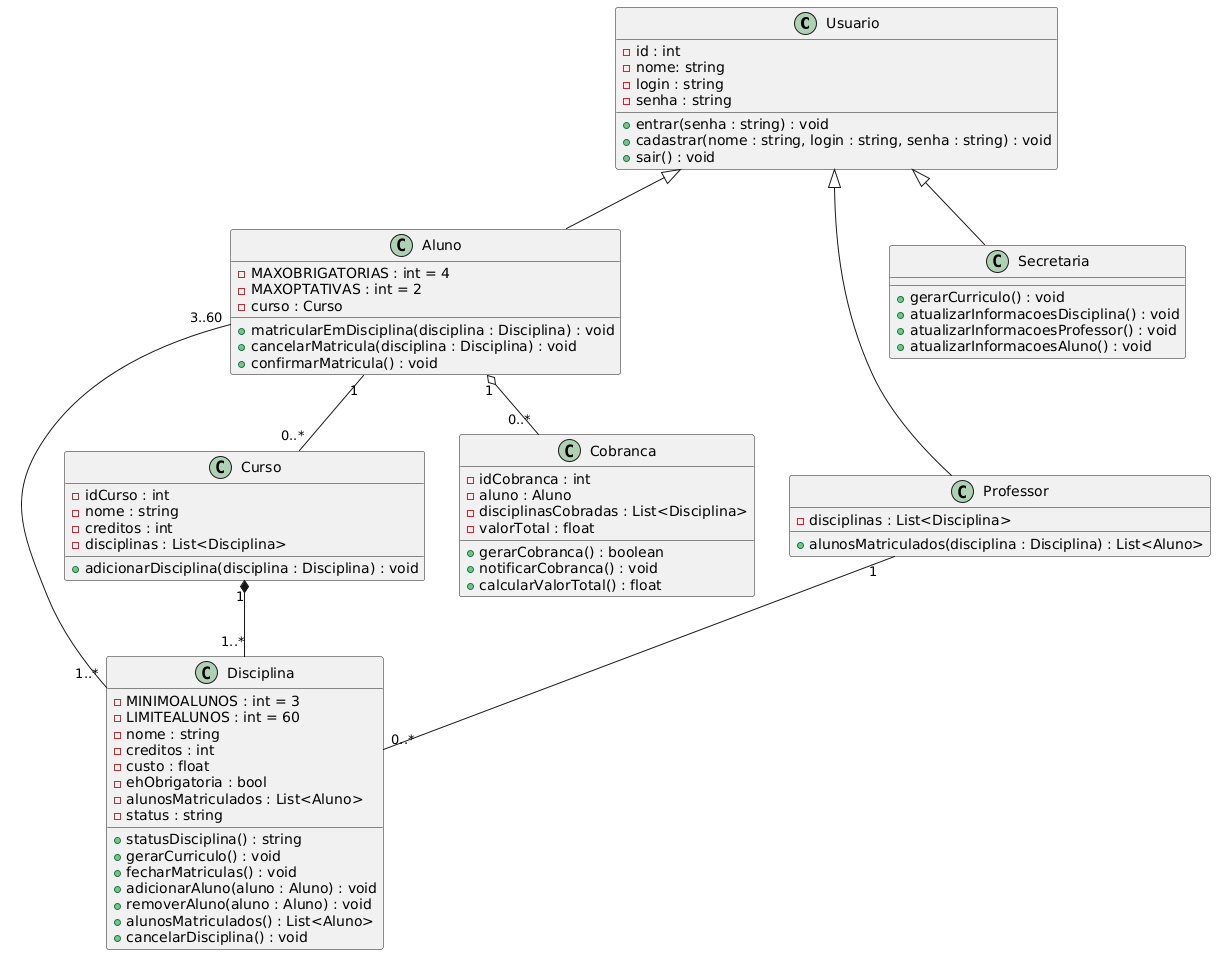 C Usuario
id : int
nome: string
login : string
senha : string
entrar(senha : string) : void
cadastrar(nome : string, login : string, senha : string) : void
sair() : void
C Aluno
MAXOBRIGATORIAS : int = 4
MAXOPTATIVAS : int = 2
curso : Curso
matricularEmDisciplina(disciplina : Disciplina) : void
cancelarMatricula(disciplina : Disciplina) : void
confirmarMatricula() : void
C Secretaria
gerarCurriculo() : void
atualizarInformacoesDisciplina() : void
atualizarInformacoesProfessor() : void
atualizarInformacoesAluno() : void
3..60
1
1
0..*
0..*
C Curso
idCurso : int
nome : string
creditos : int
disciplinas : List<Disciplina>
adicionarDisciplina(disciplina : Disciplina) : void
C Cobranca
idCobranca : int
aluno : Aluno
disciplinasCobradas : List<Disciplina>
valorTotal : float
gerarCobranca() : boolean
notificarCobranca() : void
calcularValorTotal() : float
C Professor
disciplinas : List<Disciplina>
alunosMatriculados(disciplina : Disciplina) : List<Aluno>
1
1
1..*
1..*
0..*
C Disciplina
MINIMOALUNOS : int = 3
LIMITEALUNOS : int = 60
nome : string
creditos : int
custo : float
ehObrigatoria : bool
alunosMatriculados : List<Aluno>
status : string
statusDisciplina() : string
gerarCurriculo() : void
fecharMatriculas() : void
adicionarAluno(aluno : Aluno) : void
removerAluno(aluno : Aluno) : void
alunosMatriculados() : List<Aluno>
cancelarDisciplina() : void